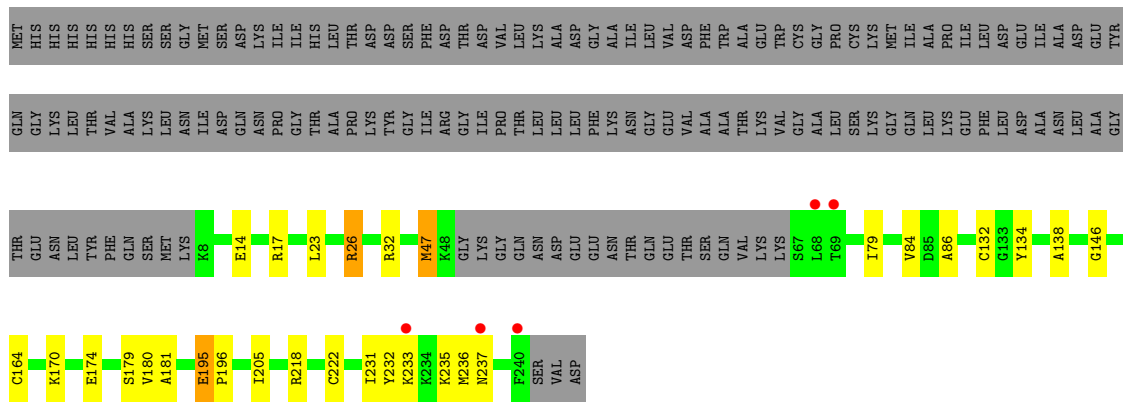 MET HIS HIS HIS HIS HIS HIS SER SER GLY MET SER ASP LYS ILE ILE HIS LEU THR ASP ASP SER PHE ASP THR ASP VAL LEU LYS ALA ASP GLY ALA ILE LEU VAL ASP PHE TRP ALA GLU TRP CYS GLY PRO CYS LYS MET ILE ALA PRO ILE LEU ASP GLU ILE ALA ASP GLU TYR
GLN GLY LYS LEU THR VAL ALA LYS LEU ASN ILE ASP GLN ASN PRO GLY THR ALA PRO LYS TYR GLY ILE ARG GLY ILE PRO THR LEU LEU LEU PHE LYS ASN GLY GLU VAL ALA ALA THR LYS VAL GLY ALA LEU SER LYS GLY GLN LEU LYS GLU PHE LEU ASP ALA ASN LEU ALA GLY
THR GLU ASN LEU TYR PHE GLN SER MET LYS K8 E14 R17 L23 R26 R32 M47 K48 GLY LYS GLY GLN ASN ASP GLU GLU ASN THR GLN GLU THR SER GLN VAL LYS LYS S67 L68 T69 I79 V84 D85 A86 C132 G133 Y134 A138 G146
C164 K170 E174 S179 V180 A181 E195 P196 I205 R218 C222 I231 Y232 K233 K234 K235 M236 N237 F240 SER VAL ASP